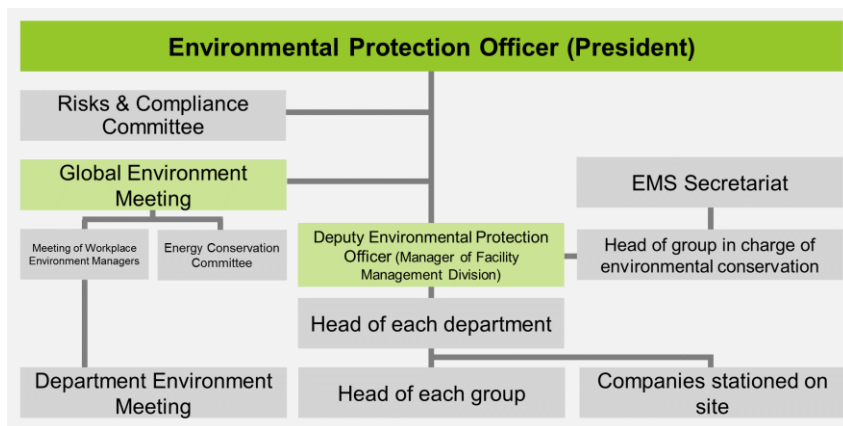 Environmental Protection Officer (President)
Risks & Compliance
Committee
Global Environment
Meeting
EMS Secretariat
Meeting of Workplace
Environment Managers
Energy Conservation
Committee
Deputy Environmental Protection
Officer (Manager of Facility
Management Division)
Head of group in charge of
environmental conservation
Head of each department
Department Environment
Meeting
Head of each group
Companies stationed on
site